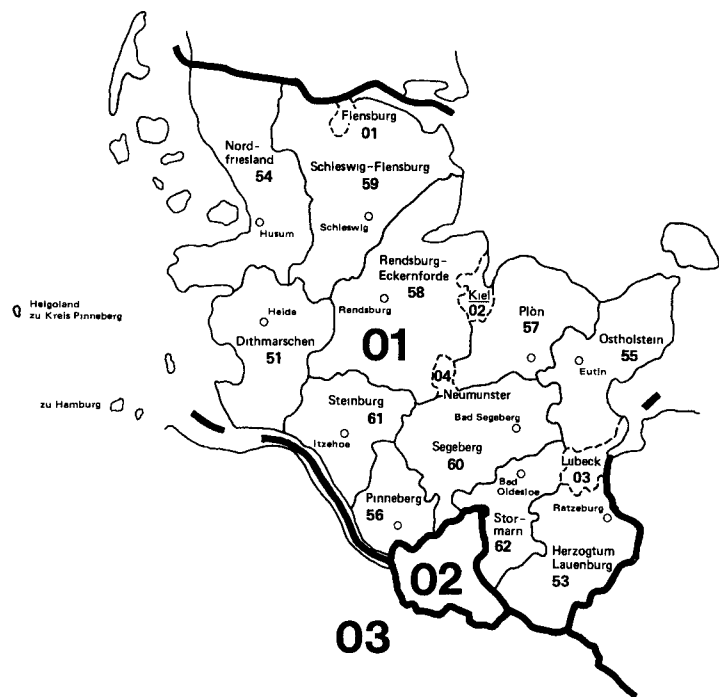 Flensburg
01
Nord-
friesland
54
Schleswig-Flensburg
59
Husum
Schleswig
Rendsburg-
Eckernforde
58
Kiel
02
Helgoland
zu Kreis Pinneberg
Heide
Rendsburg
Plön
57
Ostholstein
55
Dithmarschen
51
01
Eutin
04
Neumunster
zu Hamburg
Steinburg
61
Bad Segeberg
Itzehoe
Segeberg
60
Lubeck
03
Bad
Oldesloe
Pinneberg
56
Stor-
marn
62
Ratzeburg
Herzogtum
Lauenburg
53
02
03